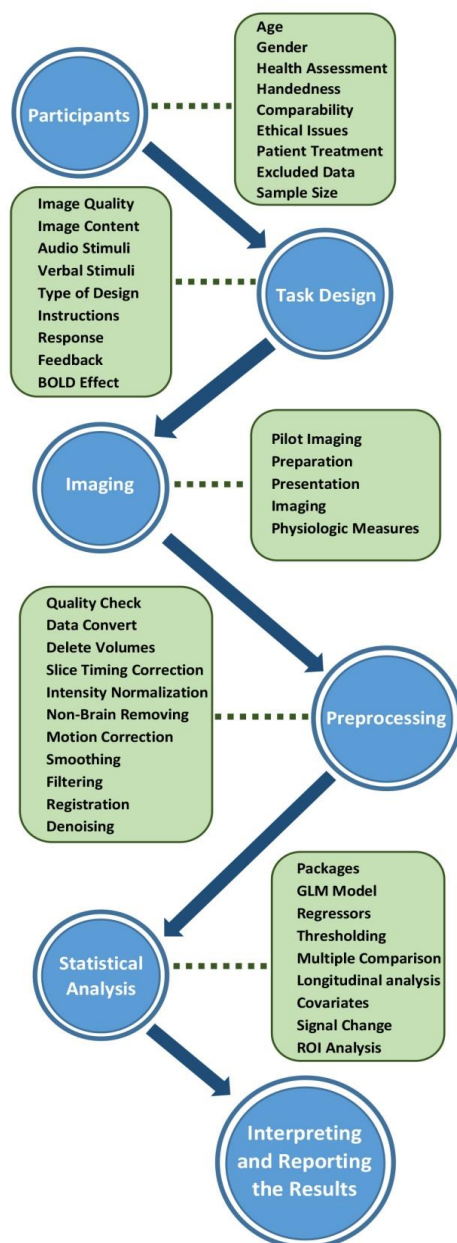 Participants
Age
Gender
Health Assessment
Handedness
Comparability
Ethical Issues
Patient Treatment
Excluded Data
Sample Size
Image Quality
Image Content
Audio Stimuli
Verbal Stimuli
Type of Design
Instructions
Response
Feedback
BOLD Effect
Task Design
Imaging
Pilot Imaging
Preparation
Presentation
Imaging
Physiologic Measures
Quality Check
Data Convert
Delete Volumes
Slice Timing Correction
Intensity Normalization
Non-Brain Removing
Motion Correction
Smoothing
Filtering
Registration
Denoising
Preprocessing
Statistical
Analysis
Packages
GLM Model
Regressors
Thresholding
Multiple Comparison
Longitudinal analysis
Covariates
Signal Change
ROI Analysis
Interpreting
and Reporting
the Results